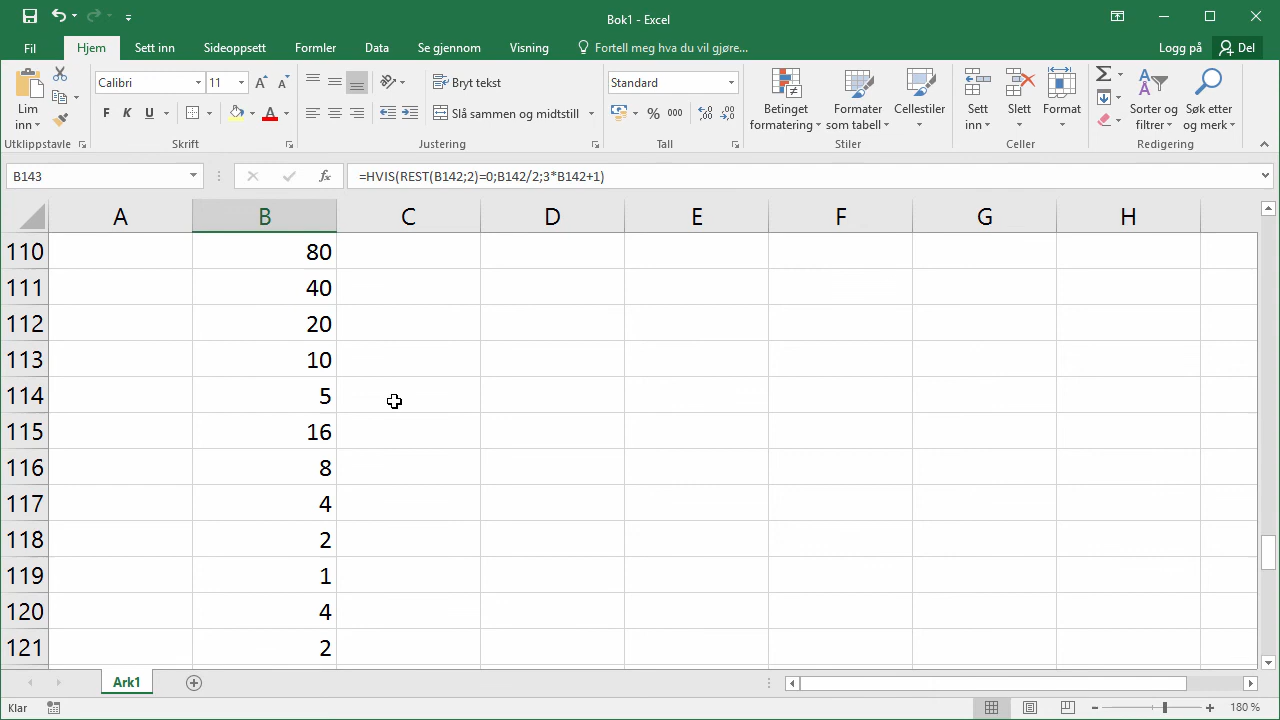 Bok1 - Excel
Fil Hjem Sett inn Sideoppsett Formler Data Se gjennom Visning Fortell meg hva du vil gjøre... Logg på Del
Lim inn
Calibri 11
F K U
Bryt tekst
Slå sammen og midtstill
Standard
% 000
Betinget formatering
Formater som tabell
Cellestiler
Sett inn
Slett
Format
Sorter og filtrer
Søk etter og merk
Utklippstavle Skrift Justering Tall Stiler Celler Redigering
B143 fx =HVIS(REST(B142;2)=0;B142/2;3*B142+1)
A B C D E F G H
110 80
111 40
112 20
113 10
114 5
115 16
116 8
117 4
118 2
119 1
120 4
121 2
Ark1
Klar 180 %